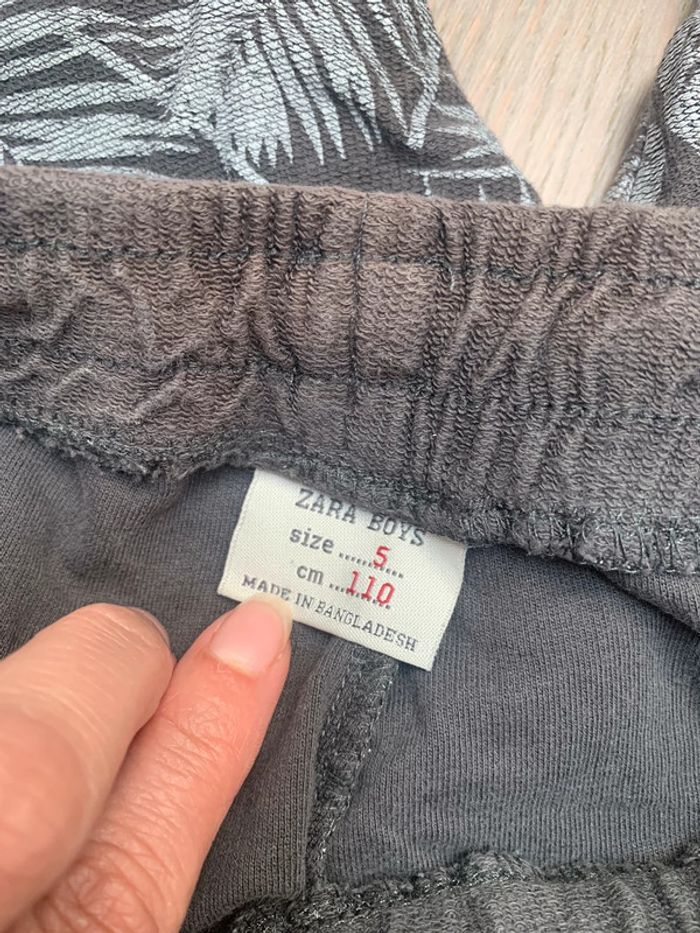 ZARA BOYS
size ........5....
cm ...110...
MADE IN BANGLADESH